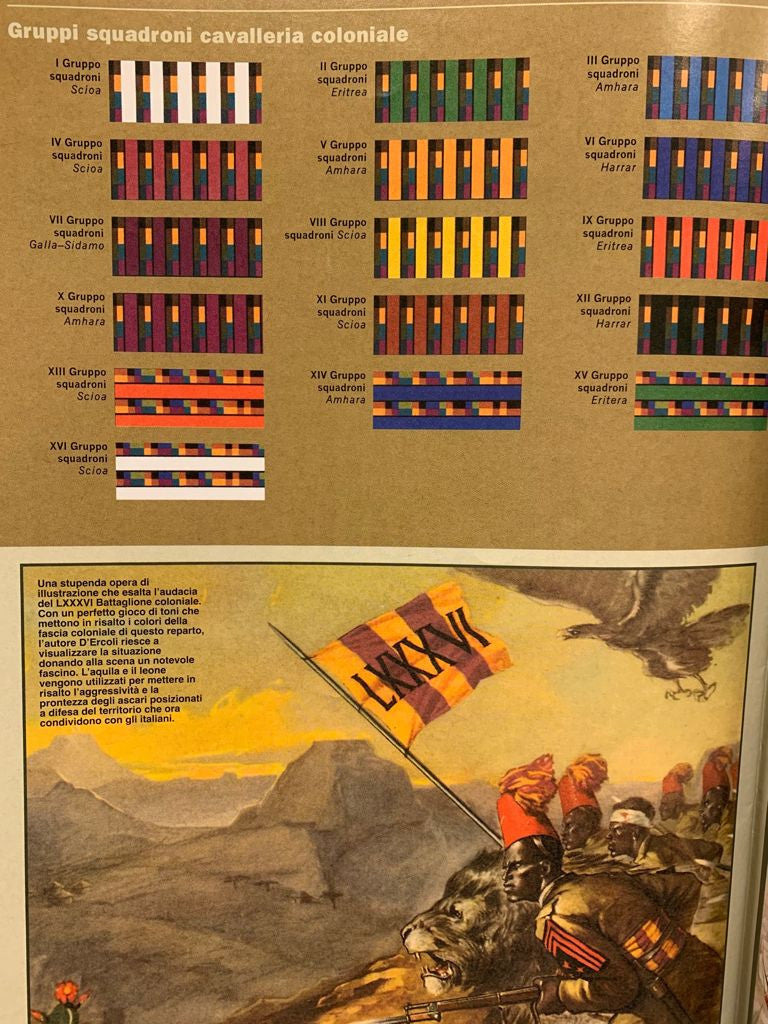 Gruppi squadroni cavalleria coloniale
I Gruppo
squadroni
Scioa
II Gruppo
squadroni
Eritrea
III Gruppo
squadroni
Amhara
IV Gruppo
squadroni
Scioa
V Gruppo
squadroni
Amhara
VI Gruppo
squadroni
Harrar
VII Gruppo
squadroni
Galla–Sidamo
VIII Gruppo
squadroni Scioa
IX Gruppo
squadroni
Eritrea
X Gruppo
squadroni
Amhara
XI Gruppo
squadroni
Scioa
XII Gruppo
squadroni
Harrar
XIII Gruppo
squadroni
Scioa
XIV Gruppo
squadroni
Amhara
XV Gruppo
squadroni
Eritera
XVI Gruppo
squadroni
Scioa
Una stupenda opera di
illustrazione che esalta l'audacia
del LXXXVI Battaglione coloniale.
Con un perfetto gioco di toni che
mettono in risalto i colori della
fascia coloniale di questo reparto,
l'autore D'Ercoli riesce a
visualizzare la situazione
donando alla scena un notevole
fascino. L'aquila e il leone
vengono utilizzati per mettere in
risalto l'aggressività e la
prontezza degli ascari posizionati
a difesa del territorio che ora
condividono con gli italiani.
LXXXVI